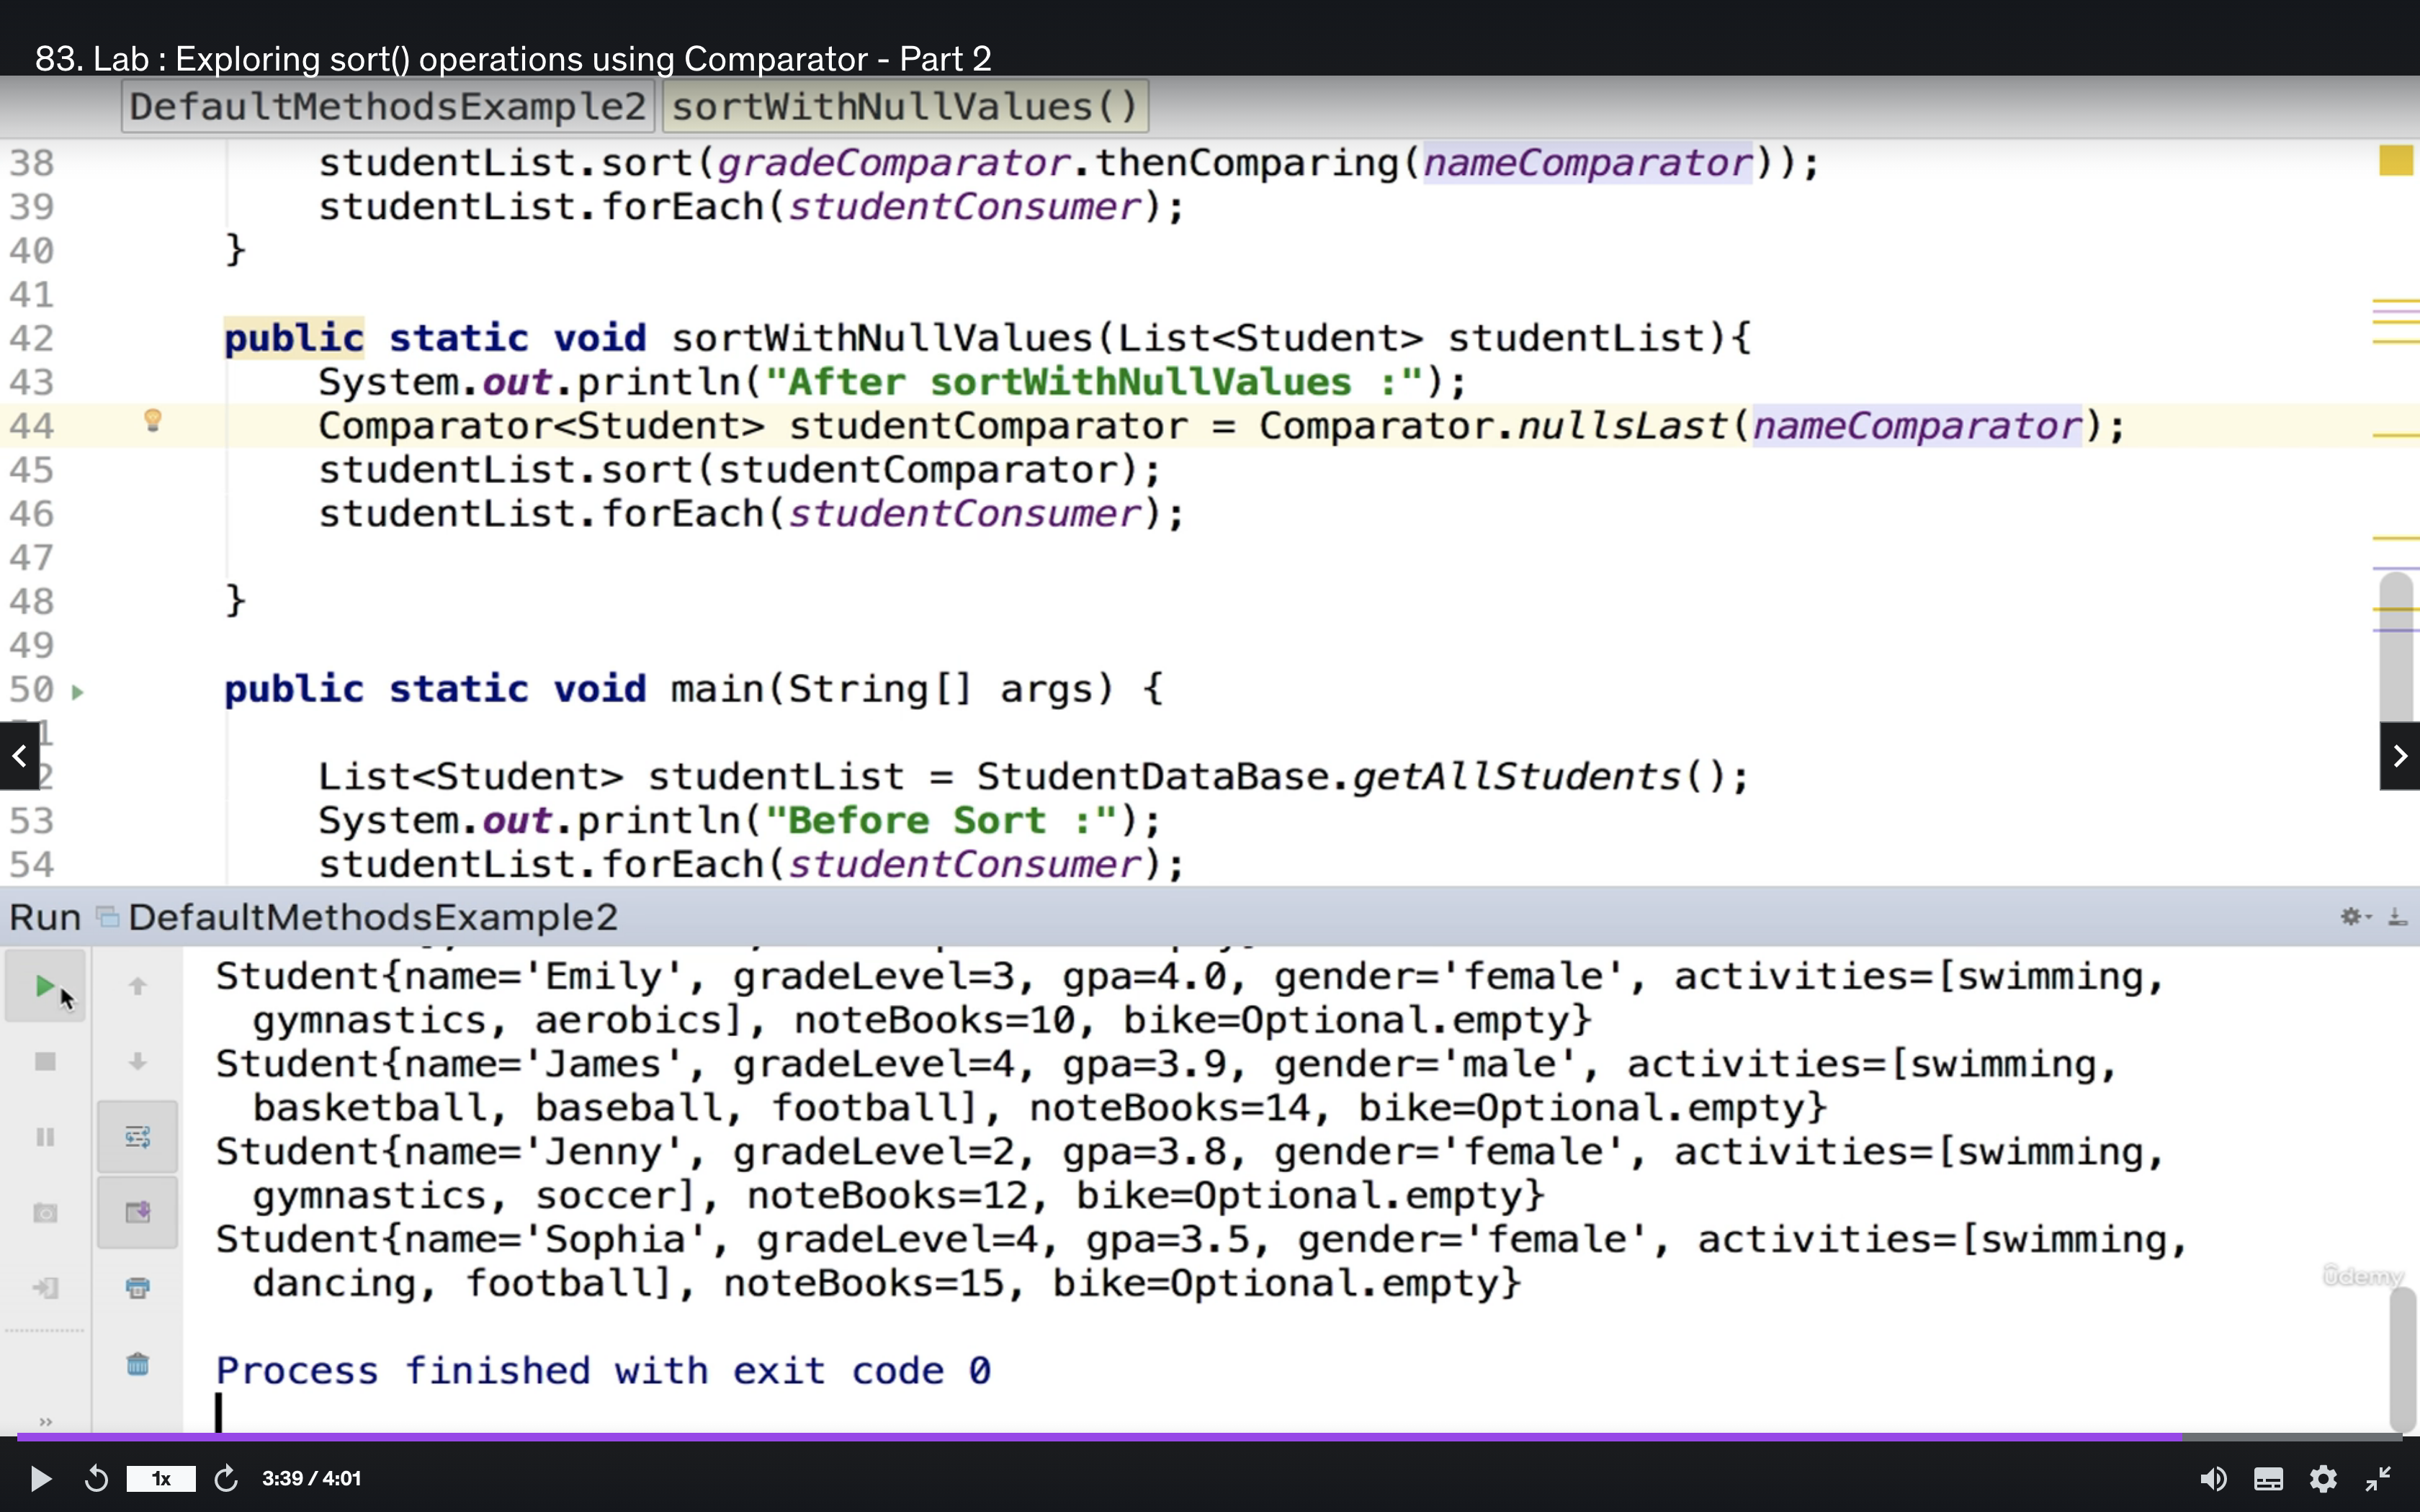 83. Lab : Exploring sort() operations using Comparator - Part 2
DefaultMethodsExample2 sortWithNullValues()
38 studentList.sort(gradeComparator.thenComparing(nameComparator));
39 studentList.forEach(studentConsumer);
40 }
41
42 public static void sortWithNullValues(List<Student> studentList){
43 System.out.println("After sortWithNullValues :");
44 Comparator<Student> studentComparator = Comparator.nullsLast(nameComparator);
45 studentList.sort(studentComparator);
46 studentList.forEach(studentConsumer);
47
48 }
49
50 public static void main(String[] args) {
1
2 List<Student> studentList = StudentDataBase.getAllStudents();
53 System.out.println("Before Sort :");
54 studentList.forEach(studentConsumer);
Run DefaultMethodsExample2
Student{name='Emily', gradeLevel=3, gpa=4.0, gender='female', activities=[swimming,
gymnastics, aerobics], noteBooks=10, bike=Optional.empty}
Student{name='James', gradeLevel=4, gpa=3.9, gender='male', activities=[swimming,
basketball, baseball, football], noteBooks=14, bike=Optional.empty}
Student{name='Jenny', gradeLevel=2, gpa=3.8, gender='female', activities=[swimming,
gymnastics, soccer], noteBooks=12, bike=Optional.empty}
Student{name='Sophia', gradeLevel=4, gpa=3.5, gender='female', activities=[swimming,
dancing, football], noteBooks=15, bike=Optional.empty}
ûdemy
Process finished with exit code 0
1x 3:39 / 4:01